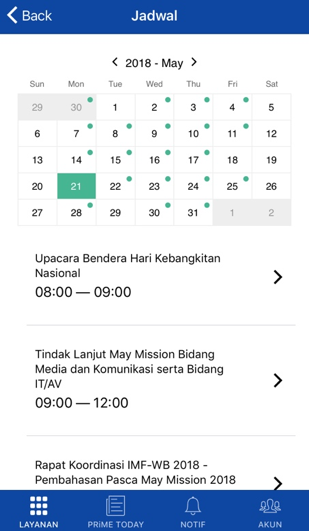 Back
Jadwal
2018 - May
Sun Mon Tue Wed Thu Fri Sat
29 30 1 2 3 4 5
6 7 8 9 10 11 12
13 14 15 16 17 18 19
20 21 22 23 24 25 26
27 28 29 30 31 1 2
Upacara Bendera Hari Kebangkitan
Nasional
08:00 — 09:00
Tindak Lanjut May Mission Bidang
Media dan Komunikasi serta Bidang
IT/AV
09:00 — 12:00
Rapat Koordinasi IMF-WB 2018 -
Pembahasan Pasca May Mission 2018
LAYANAN PRIME TODAY NOTIF AKUN